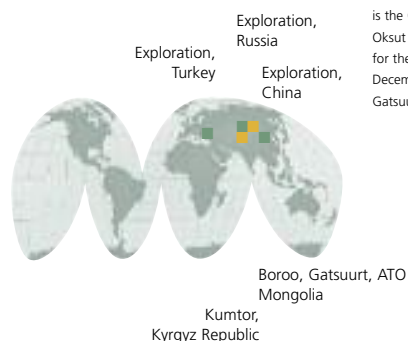 Exploration,
Russia
Exploration,
Turkey
Exploration,
China
is the
Oksut
for the
Decem
Gatsuu
Boroo, Gatsuurt, ATO
Mongolia
Kumtor,
Kyrgyz Republic